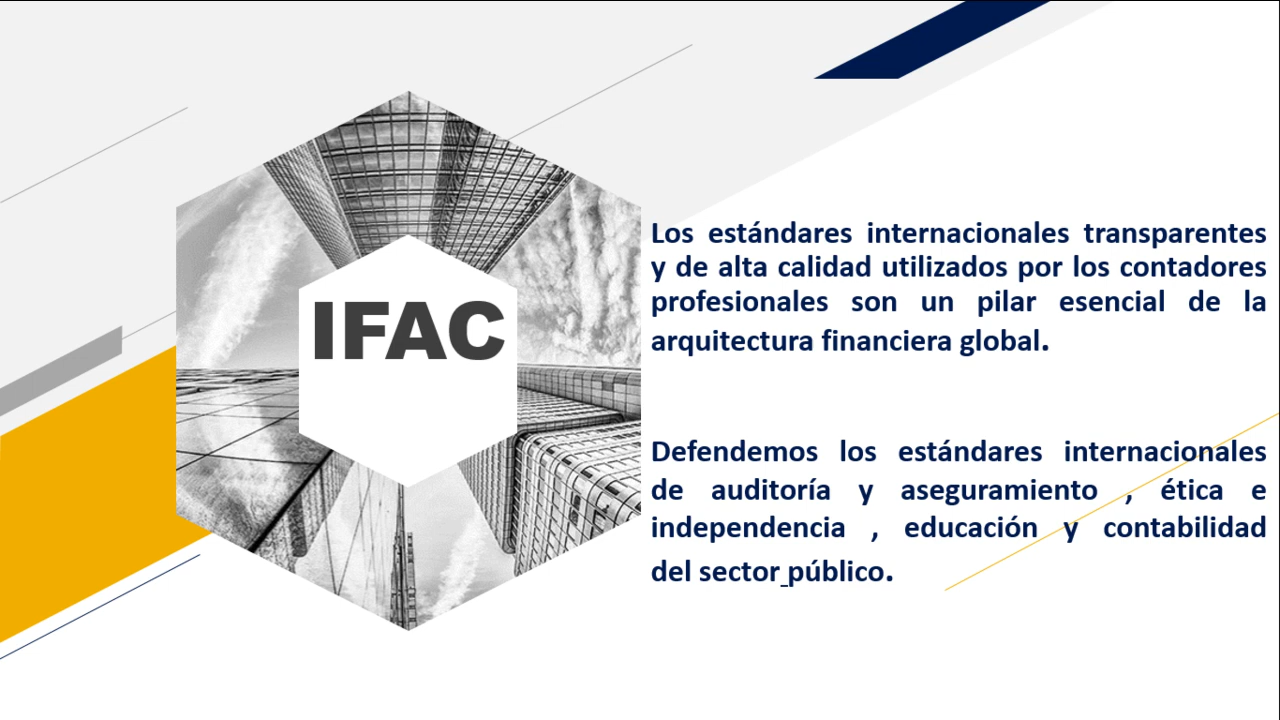 IFAC
Los estándares internacionales transparentes
y de alta calidad utilizados por los contadores
profesionales son un pilar esencial de la
arquitectura financiera global.
Defendemos los estándares internacionales
de auditoría y aseguramiento , ética e
independencia , educación y contabilidad
del sector público.